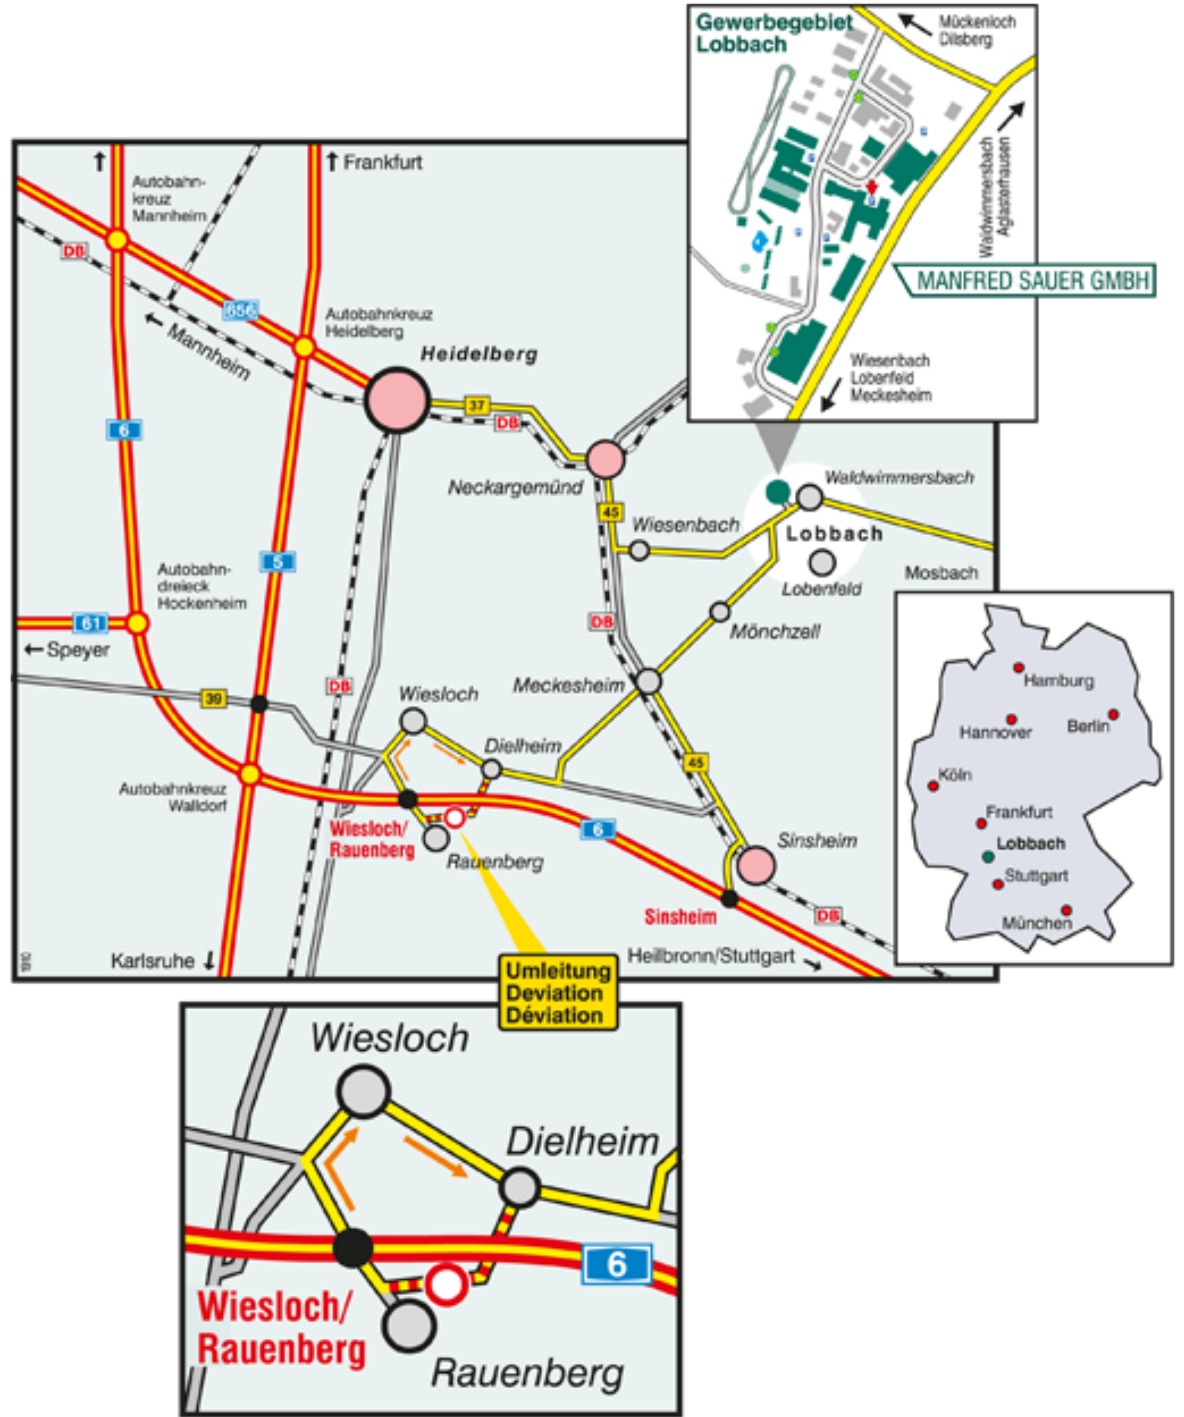 Gewerbegebiet
Lobbach
Mückenloch
Dilsberg
Waldwimmersbach
Aglasterhausen
MANFRED SAUER GMBH
Wiesenbach
Lobenfeld
Meckesheim
Frankfurt
Autobahn-
kreuz
Mannheim
DB
656
Mannheim
Autobahnkreuz
Heidelberg
Heidelberg
37
DB
6
Neckargemünd
45
Wiesenbach
Waldwimmersbach
Lobbach
Lobenfeld
Mosbach
5
Autobahn-
dreieck
Hockenheim
61
Speyer
DB
Mönchzell
Meckesheim
39
DB
Wiesloch
Dielheim
45
Autobahnkreuz
Walldorf
Wiesloch/
Rauenberg
Rauenberg
6
Sinsheim
Sinsheim
DB
Karlsruhe
Heilbronn/Stuttgart
1910
Hamburg
Hannover
Berlin
Köln
Frankfurt
Lobbach
Stuttgart
München
Umleitung
Deviation
Déviation
Wiesloch
Dielheim
6
Wiesloch/
Rauenberg
Rauenberg